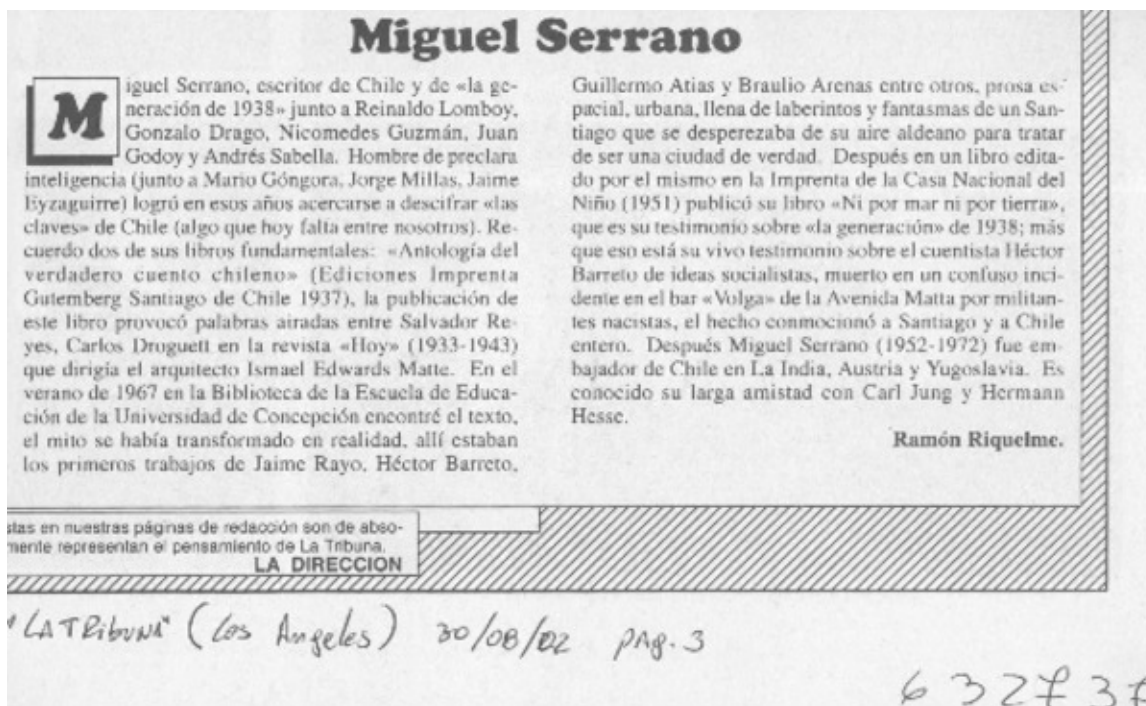 Miguel Serrano
Miguel Serrano, escritor de Chile y de «la ge-
neración de 1938» junto a Reinaldo Lomboy,
Gonzalo Drago, Nicomedes Guzmán, Juan
Godoy y Andrés Sabella. Hombre de preclara
inteligencia (junto a Mario Góngora, Jorge Millas, Jaime
Eyzaguirre) logró en esos años acercarse a descifrar «las
claves» de Chile (algo que hoy falta entre nosotros). Re-
cuerdo dos de sus libros fundamentales: «Antología del
verdadero cuento chileno» (Ediciones Imprenta
Gutemberg Santiago de Chile 1937), la publicación de
este libro provocó palabras airadas entre Salvador Re-
yes, Carlos Droguett en la revista «Hoy» (1933-1943)
que dirigía el arquitecto Ismael Edwards Matte. En el
verano de 1967 en la Biblioteca de la Escuela de Educa-
ción de la Universidad de Concepción encontré el texto,
el mito se había transformado en realidad, allí estaban
los primeros trabajos de Jaime Rayo, Héctor Barreto,
Guillermo Atias y Braulio Arenas entre otros, prosa es-
pacial, urbana, llena de laberintos y fantasmas de un San-
tiago que se desperezaba de su aire aldeano para tratar
de ser una ciudad de verdad. Después en un libro edita-
do por el mismo en la Imprenta de la Casa Nacional del
Niño (1951) publicó su libro «Ni por mar ni por tierra»,
que es su testimonio sobre «la generación» de 1938; más
que eso está su vivo testimonio sobre el cuentista Héctor
Barreto de ideas socialistas, muerto en un confuso inci-
dente en el bar «Volga» de la Avenida Matta por militan-
tes nacistas, el hecho conmocionó a Santiago y a Chile
entero. Después Miguel Serrano (1952-1972) fue em-
bajador de Chile en La India, Austria y Yugoslavia. Es
conocido su larga amistad con Carl Jung y Hermann
Hesse.
Ramón Riquelme.
stas en nuestras páginas de redacción son de abso-
mente representan el pensamiento de La Tribuna.
LA DIRECCION
"LA TRibuNA" (Los Angeles) 30/08/02 pAg. 3
632737